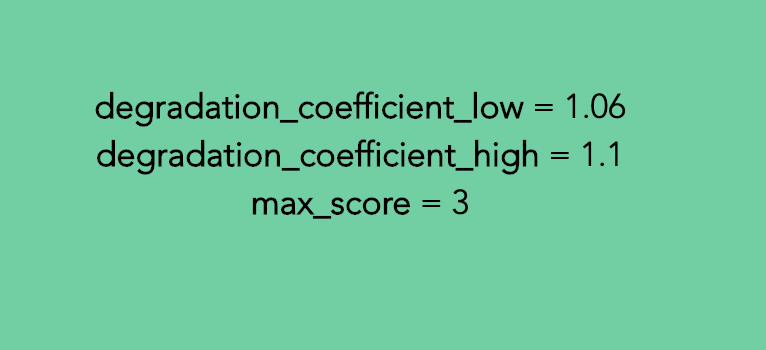 degradation_coefficient_low = 1.06
degradation_coefficient_high = 1.1
max_score = 3